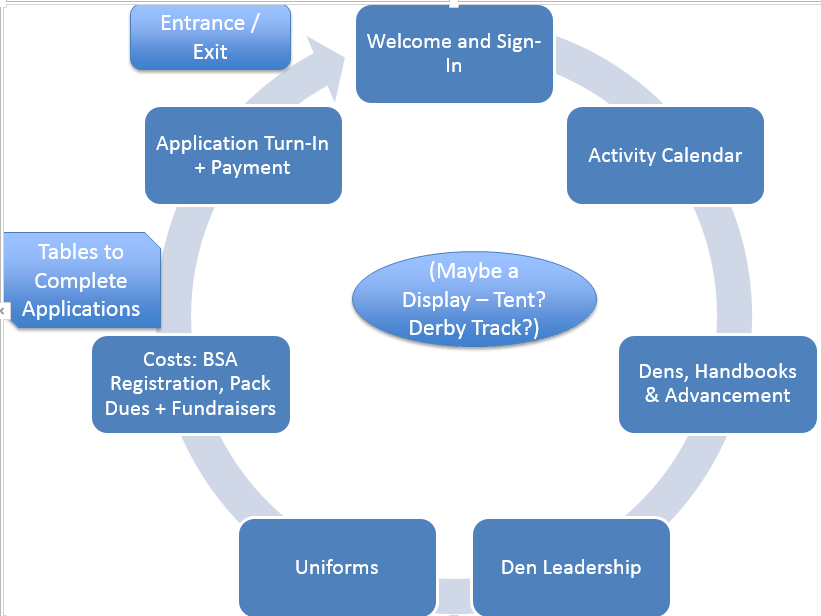 Entrance /
Exit
Welcome and Sign-
In
Activity Calendar
Dens, Handbooks
& Advancement
Den Leadership
Uniforms
Costs: BSA
Registration, Pack
Dues + Fundraisers
Tables to
Complete
Applications
Application Turn-In
+ Payment
(Maybe a
Display – Tent?
Derby Track?)